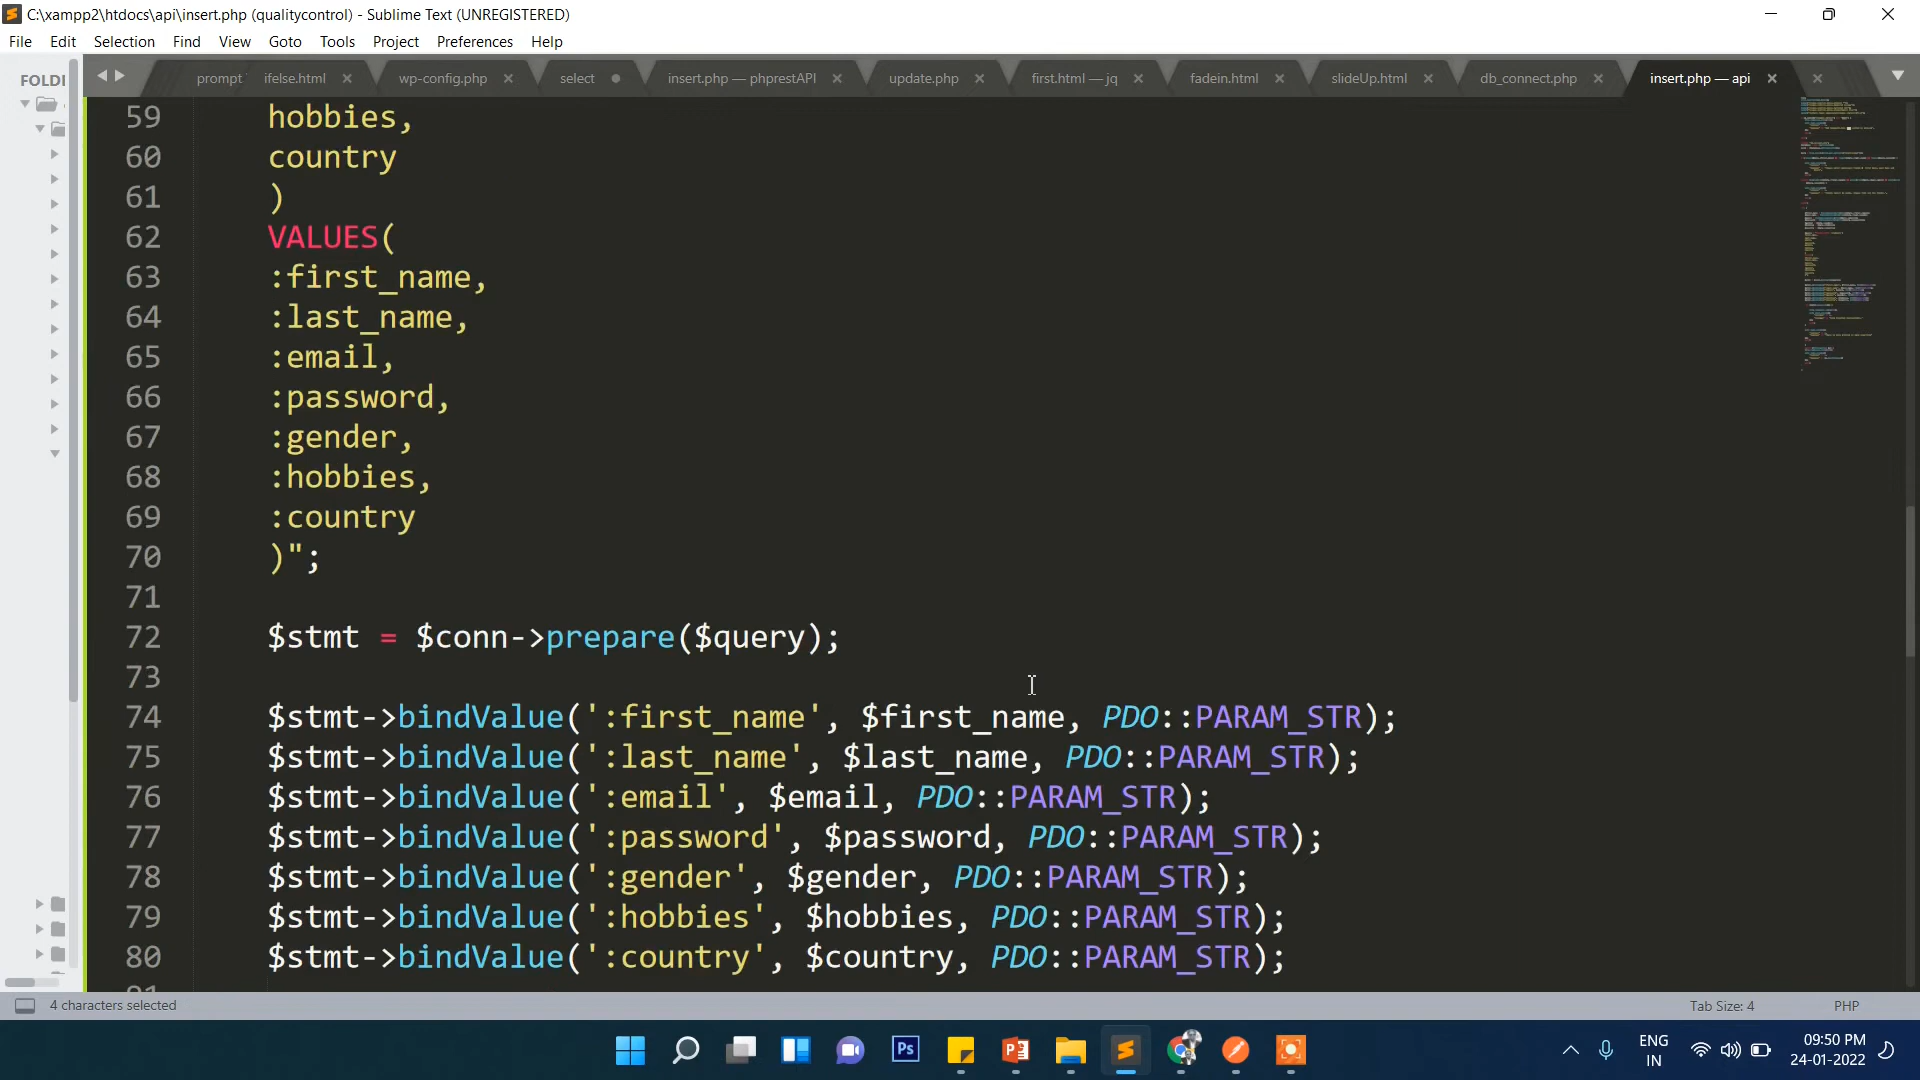 C:\xampp2\htdocs\api\insert.php (qualitycontrol) - Sublime Text (UNREGISTERED)
File Edit Selection Find View Goto Tools Project Preferences Help
FOLDI
prompt ifelse.html wp-config.php select insert.php — phprestAPI update.php first.html — jq fadein.html slideUp.html db_connect.php insert.php — api
59 hobbies,
60 country
61 )
62 VALUES(
63 :first_name,
64 :last_name,
65 :email,
66 :password,
67 :gender,
68 :hobbies,
69 :country
70 )";
71
72 $stmt = $conn->prepare($query);
73
74 $stmt->bindValue(':first_name', $first_name, PDO::PARAM_STR);
75 $stmt->bindValue(':last_name', $last_name, PDO::PARAM_STR);
76 $stmt->bindValue(':email', $email, PDO::PARAM_STR);
77 $stmt->bindValue(':password', $password, PDO::PARAM_STR);
78 $stmt->bindValue(':gender', $gender, PDO::PARAM_STR);
79 $stmt->bindValue(':hobbies', $hobbies, PDO::PARAM_STR);
80 $stmt->bindValue(':country', $country, PDO::PARAM_STR);
81
4 characters selected Tab Size: 4 PHP
Ps
ENG
IN
09:50 PM
24-01-2022